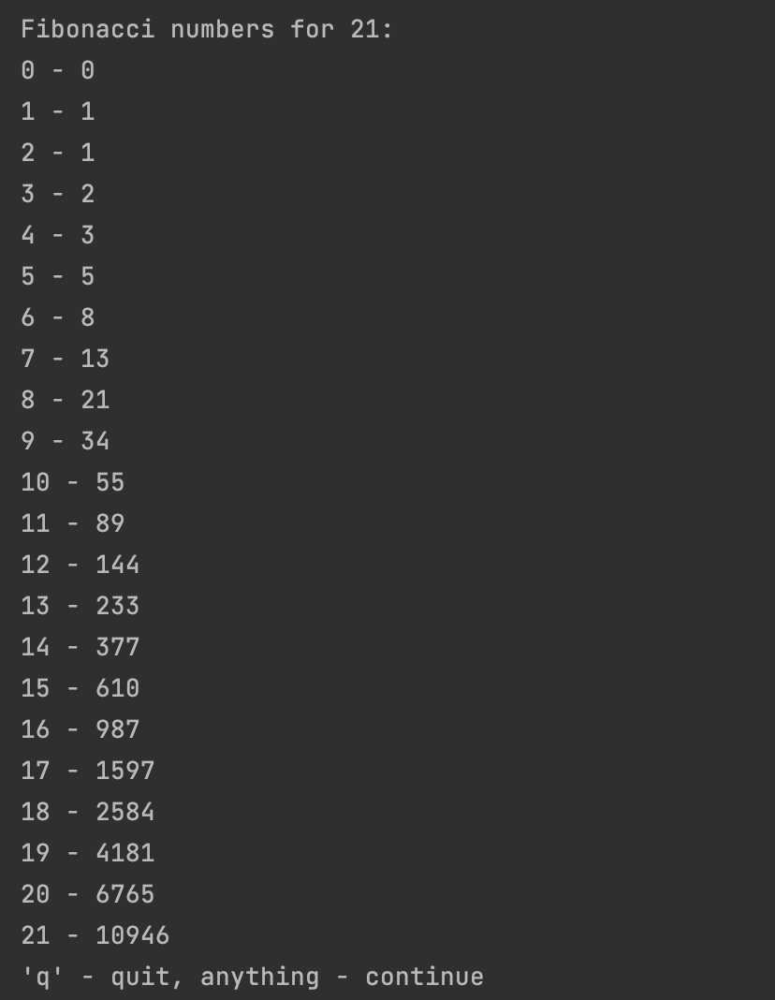 Fibonacci numbers for 21:
0 - 0
1 - 1
2 - 1
3 - 2
4 - 3
5 - 5
6 - 8
7 - 13
8 - 21
9 - 34
10 - 55
11 - 89
12 - 144
13 - 233
14 - 377
15 - 610
16 - 987
17 - 1597
18 - 2584
19 - 4181
20 - 6765
21 - 10946
'q' - quit, anything - continue